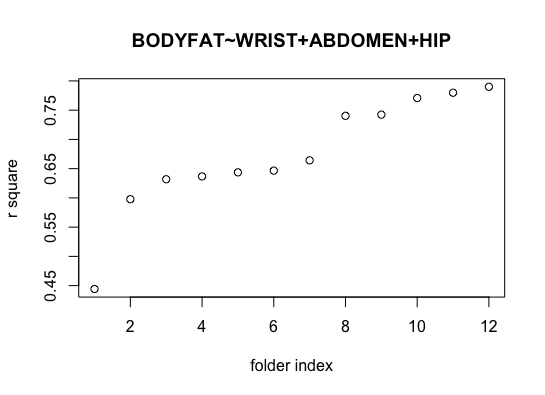 BODYFAT~WRIST+ABDOMEN+HIP
r square
0.75
0.65
0.55
0.45
2 4 6 8 10 12
folder index